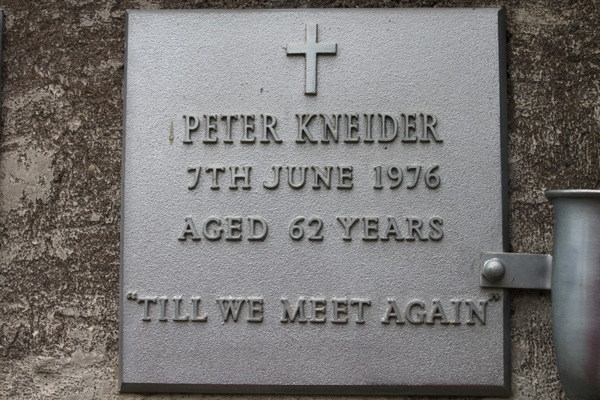 PETER KNEIDER
7TH JUNE 1976
AGED 62 YEARS
"TILL WE MEET AGAIN"